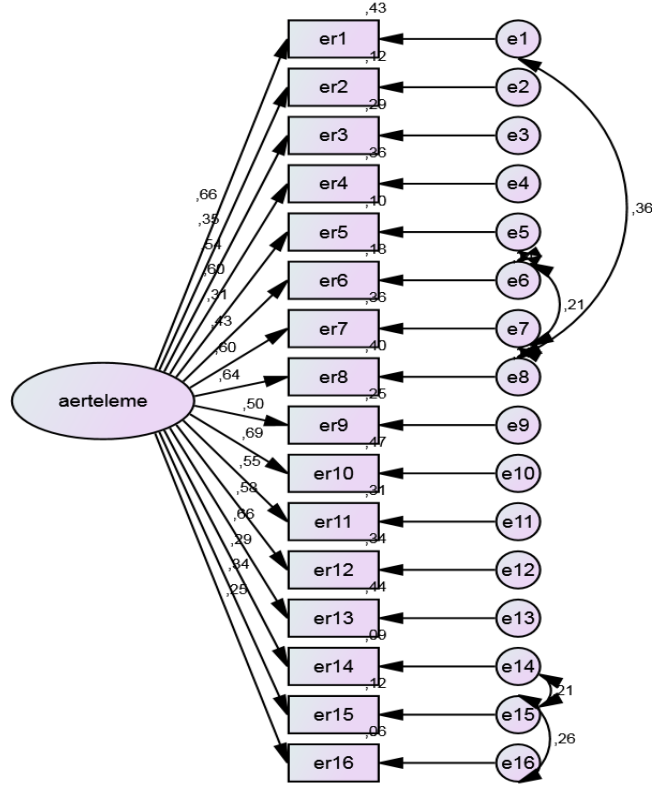 ,43
er1
e1
,12
er2
e2
,29
er3
e3
,36
er4
e4
,10
er5
e5
,18
er6
e6
,36
er7
e7
,40
er8
e8
,25
er9
e9
,47
er10
e10
,31
er11
e11
,34
er12
e12
,44
er13
e13
,09
er14
e14
,12
er15
e15
,06
er16
e16
aerteleme
,66
,35
,54
,60
,31
,43
,60
,64
,50
,69
,55
,58
,66
,29
,34
,25
,36
,21
,21
,26